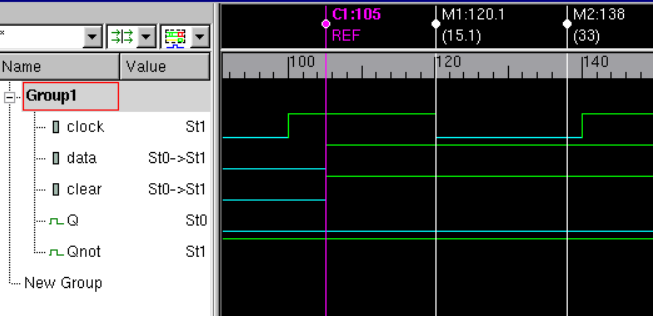 C1:105 M1:120.1 M2:138
* REF (15.1) (33)
Name Value 100 120 140
Group1
clock St1
data St0->St1
clear St0->St1
Q St0
Qnot St1
New Group